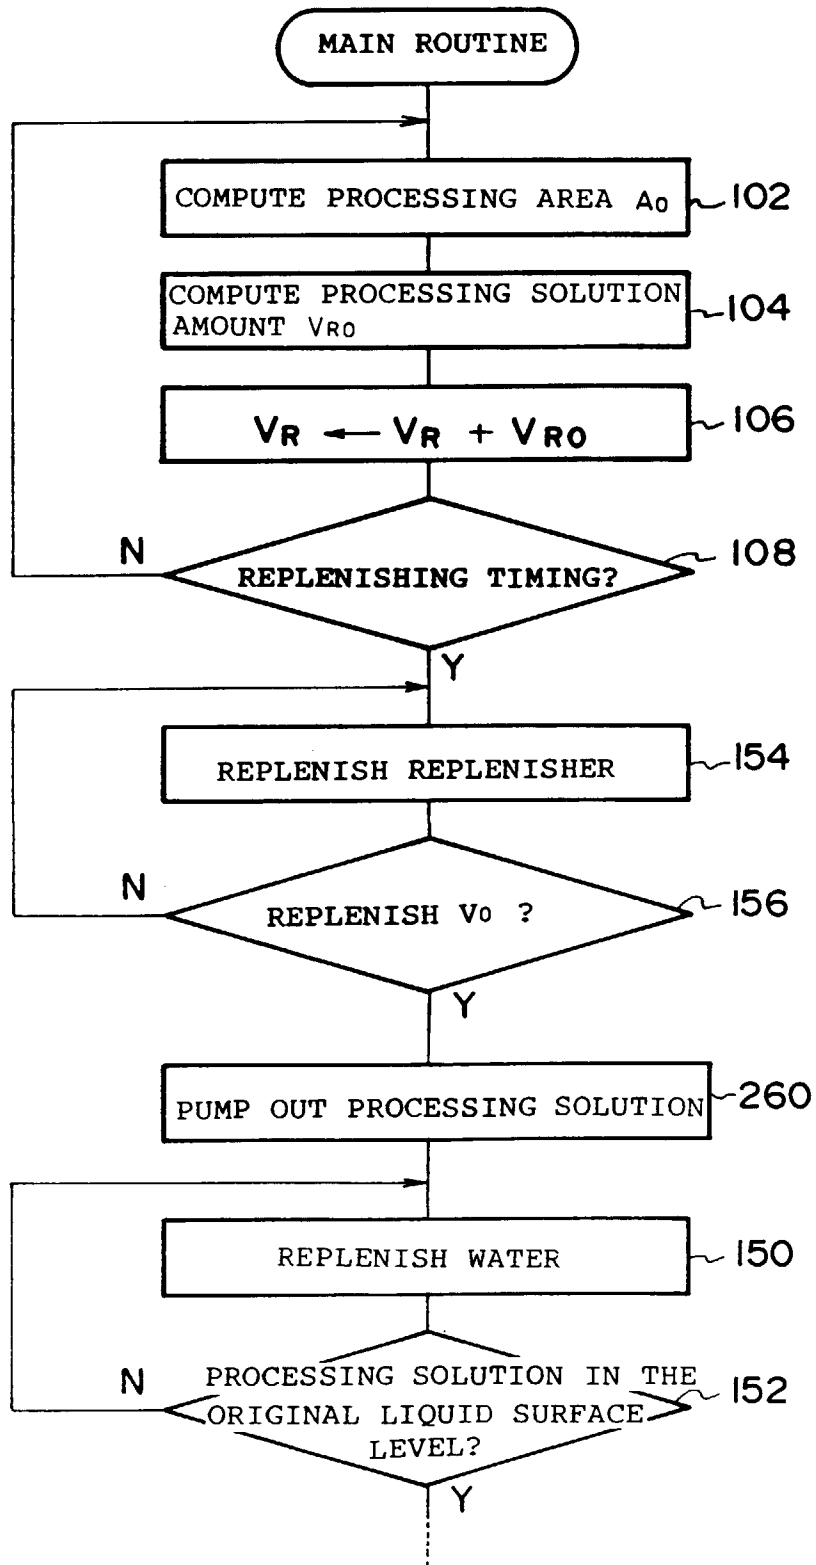 MAIN ROUTINE
COMPUTE PROCESSING AREA A0
102
COMPUTE PROCESSING SOLUTION
AMOUNT VR0
104
VR ← VR + VRO
106
N
REPLENISHING TIMING?
108
Y
REPLENISH REPLENISHER
154
N
REPLENISH V0 ?
156
Y
PUMP OUT PROCESSING SOLUTION
260
REPLENISH WATER
150
N
PROCESSING SOLUTION IN THE
ORIGINAL LIQUID SURFACE
LEVEL?
152
Y